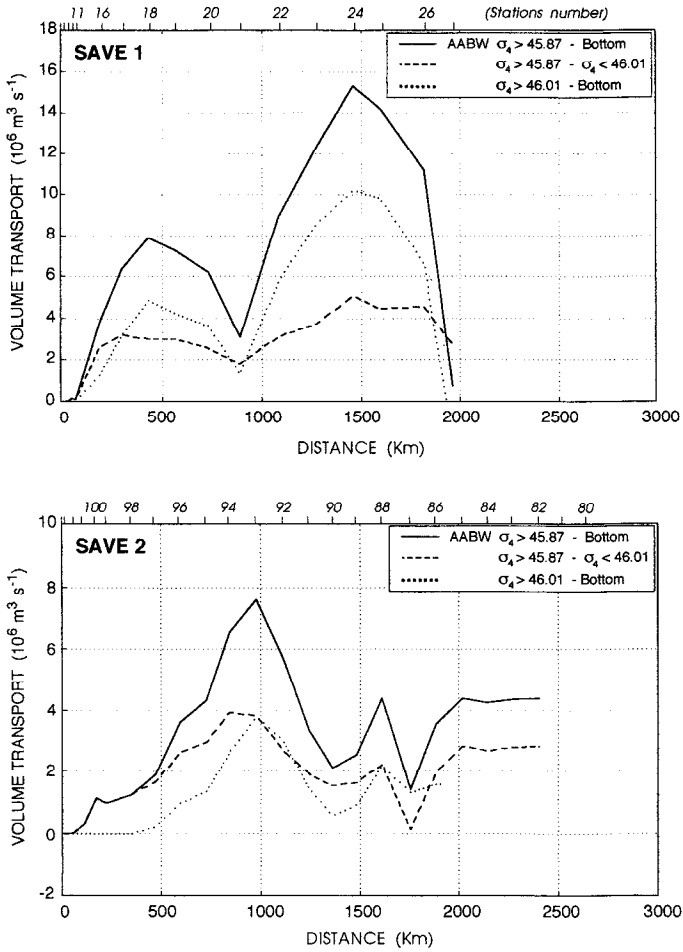 11 16 18 20 22 24 26 (Stations number)
18
SAVE 1
AABW σ₄ > 45.87 - Bottom
σ₄ > 45.87 - σ₄ < 46.01
σ₄ > 46.01 - Bottom
16
14
12
10
8
6
4
2
0
VOLUME TRANSPORT (10⁶ m³ s⁻¹)
0 500 1000 1500 2000 2500 3000
DISTANCE (Km)
100 98 96 94 92 90 88 86 84 82 80
10
SAVE 2
AABW σ₄ > 45.87 - Bottom
σ₄ > 45.87 - σ₄ < 46.01
σ₄ > 46.01 - Bottom
8
6
4
2
0
-2
VOLUME TRANSPORT (10⁶ m³ s⁻¹)
0 500 1000 1500 2000 2500 3000
DISTANCE (Km)